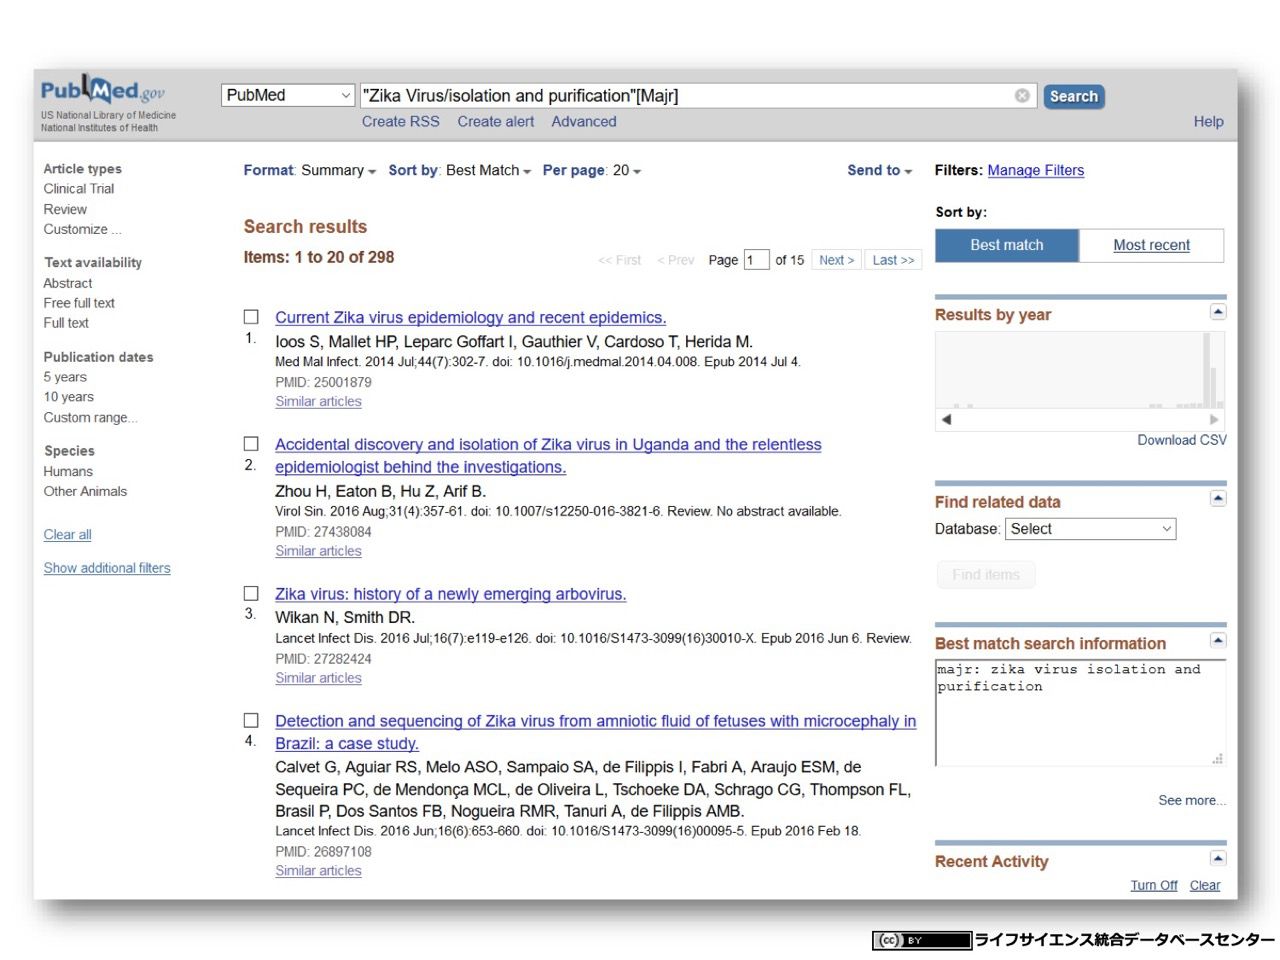 PubMed.gov
US National Library of Medicine
National Institutes of Health
PubMed
"Zika Virus/isolation and purification"[Majr]
Search
Create RSS Create alert Advanced
Help
Article types
Clinical Trial
Review
Customize ...
Text availability
Abstract
Free full text
Full text
Publication dates
5 years
10 years
Custom range...
Species
Humans
Other Animals
Clear all
Show additional filters
Format: Summary Sort by: Best Match Per page: 20
Send to
Search results
Items: 1 to 20 of 298
<< First < Prev Page 1 of 15 Next > Last >>
1.
Current Zika virus epidemiology and recent epidemics.
Ioos S, Mallet HP, Leparc Goffart I, Gauthier V, Cardoso T, Herida M.
Med Mal Infect. 2014 Jul;44(7):302-7. doi: 10.1016/j.medmal.2014.04.008. Epub 2014 Jul 4.
PMID: 25001879
Similar articles
2.
Accidental discovery and isolation of Zika virus in Uganda and the relentless
epidemiologist behind the investigations.
Zhou H, Eaton B, Hu Z, Arif B.
Virol Sin. 2016 Aug;31(4):357-61. doi: 10.1007/s12250-016-3821-6. Review. No abstract available.
PMID: 27438084
Similar articles
3.
Zika virus: history of a newly emerging arbovirus.
Wikan N, Smith DR.
Lancet Infect Dis. 2016 Jul;16(7):e119-e126. doi: 10.1016/S1473-3099(16)30010-X. Epub 2016 Jun 6. Review.
PMID: 27282424
Similar articles
4.
Detection and sequencing of Zika virus from amniotic fluid of fetuses with microcephaly in
Brazil: a case study.
Calvet G, Aguiar RS, Melo ASO, Sampaio SA, de Filippis I, Fabri A, Araujo ESM, de
Sequeira PC, de Mendonça MCL, de Oliveira L, Tschoeke DA, Schrago CG, Thompson FL,
Brasil P, Dos Santos FB, Nogueira RMR, Tanuri A, de Filippis AMB.
Lancet Infect Dis. 2016 Jun;16(6):653-660. doi: 10.1016/S1473-3099(16)00095-5. Epub 2016 Feb 18.
PMID: 26897108
Similar articles
Filters: Manage Filters
Sort by:
Best match Most recent
Results by year
Download CSV
Find related data
Database: Select
Find items
Best match search information
majr: zika virus isolation and
purification
See more...
Recent Activity
Turn Off Clear
(cc) BY ライフサイエンス統合データベースセンター